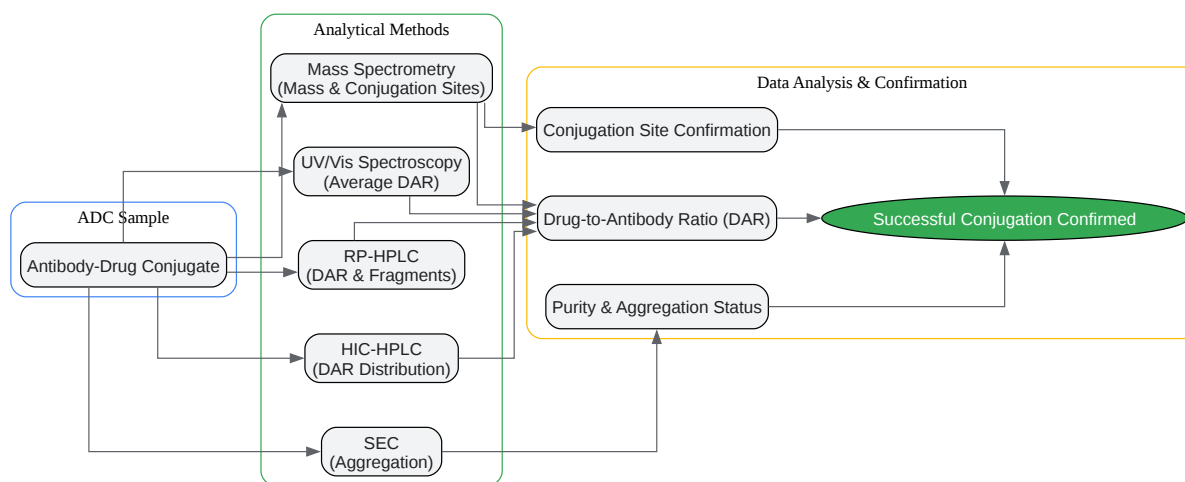 Analytical Methods
Mass Spectrometry
(Mass & Conjugation Sites)
Data Analysis & Confirmation
Conjugation Site Confirmation
UV/Vis Spectroscopy
(Average DAR)
ADC Sample
Antibody-Drug Conjugate
Drug-to-Antibody Ratio (DAR)
Successful Conjugation Confirmed
RP-HPLC
(DAR & Fragments)
Purity & Aggregation Status
HIC-HPLC
(DAR Distribution)
SEC
(Aggregation)